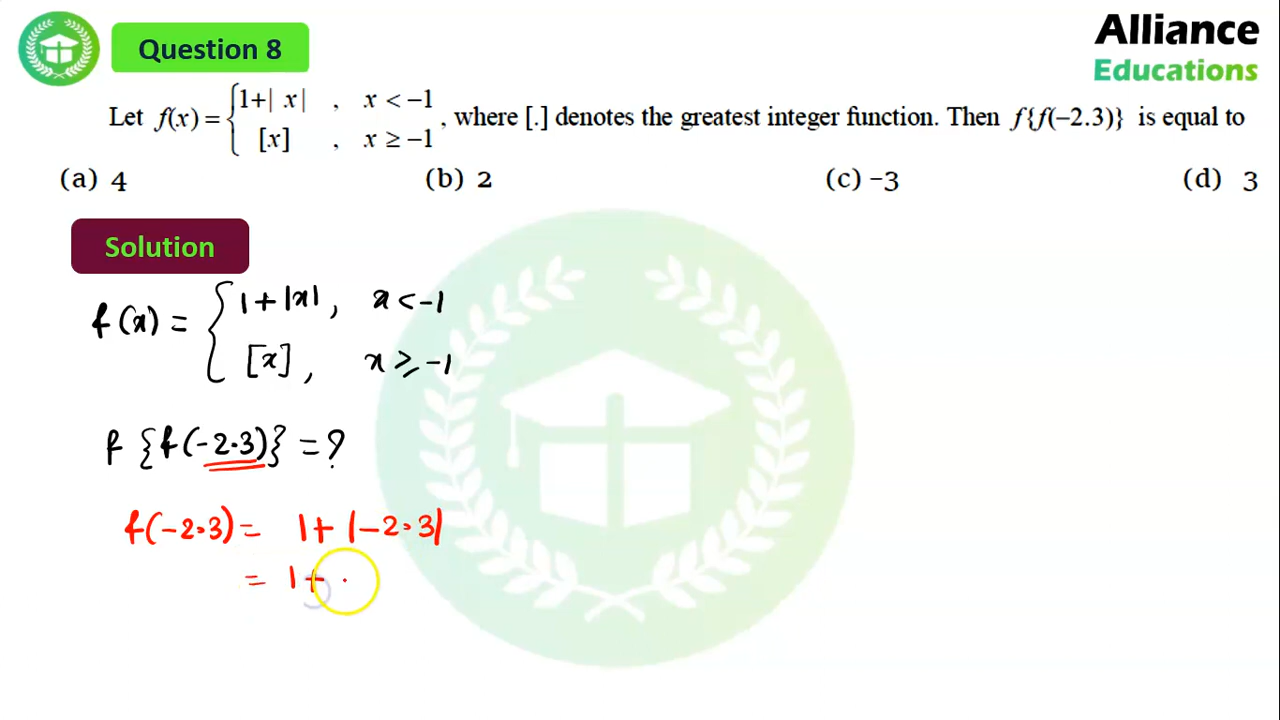 Question 8
Alliance
Educations
Let f(x) = { 1+| x| , x < −1
[x] , x ≥ −1 , where [.] denotes the greatest integer function. Then f{f(−2.3)} is equal to
(a) 4 (b) 2 (c) -3 (d) 3
Solution
f(x) = { 1+|x| , x < -1
[x] , x ≥ -1
f {f(-2.3)} = ?
f(-2.3) = 1+ |-2.3|
= 1+